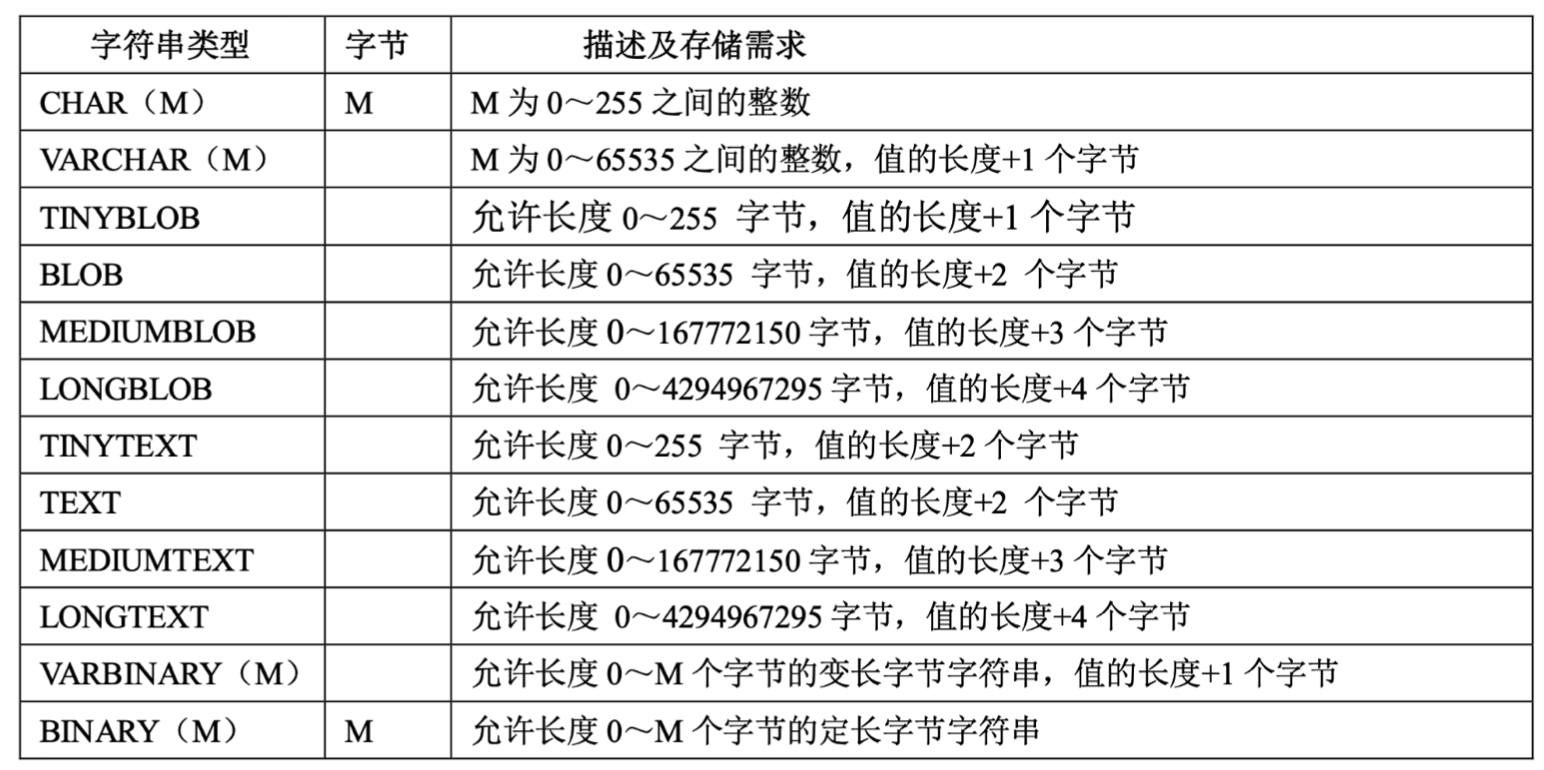 字符串类型 字节 描述及存储需求
CHAR（M） M M 为 0～255 之间的整数
VARCHAR（M） M 为 0～65535 之间的整数，值的长度+1 个字节
TINYBLOB 允许长度 0～255 字节，值的长度+1 个字节
BLOB 允许长度 0～65535 字节，值的长度+2 个字节
MEDIUMBLOB 允许长度 0～167772150 字节，值的长度+3 个字节
LONGBLOB 允许长度 0～4294967295 字节，值的长度+4 个字节
TINYTEXT 允许长度 0～255 字节，值的长度+2 个字节
TEXT 允许长度 0～65535 字节，值的长度+2 个字节
MEDIUMTEXT 允许长度 0～167772150 字节，值的长度+3 个字节
LONGTEXT 允许长度 0～4294967295 字节，值的长度+4 个字节
VARBINARY（M） 允许长度 0～M 个字节的变长字节字符串，值的长度+1 个字节
BINARY（M） M 允许长度 0～M 个字节的定长字节字符串